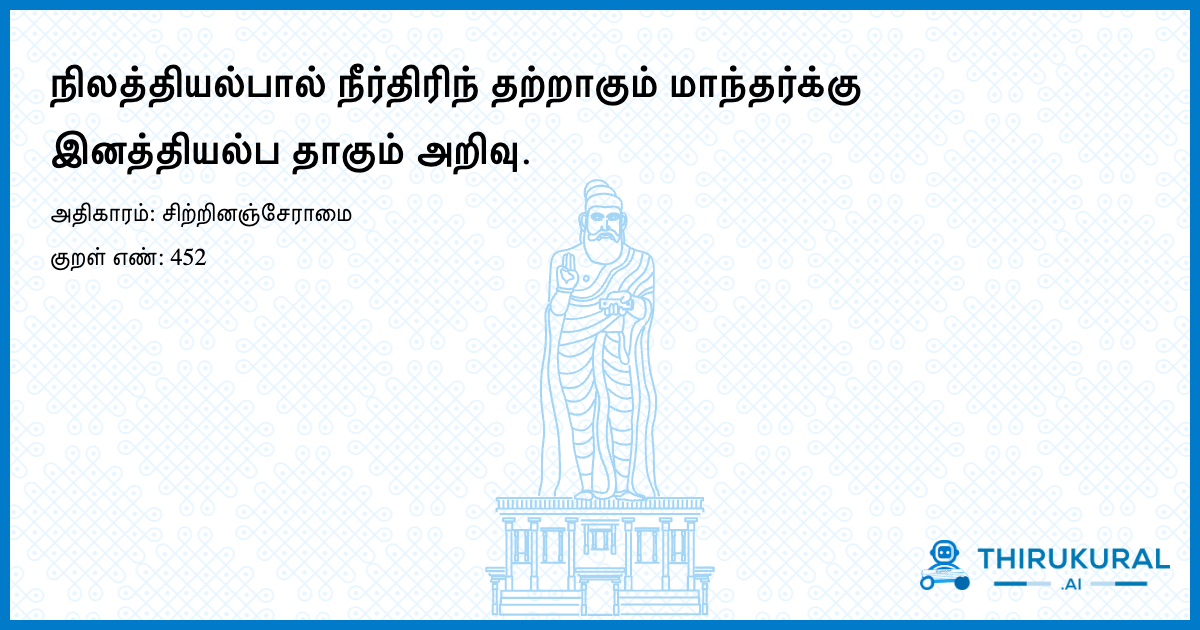 நிலத்தியல்பால் நீர்திரிந் தற்றாகும் மாந்தர்க்கு
இனத்தியல்ப தாகும் அறிவு.
அதிகாரம்: சிற்றினஞ்சேராமை
குறள் எண்: 452
THIRUKURAL
.AI